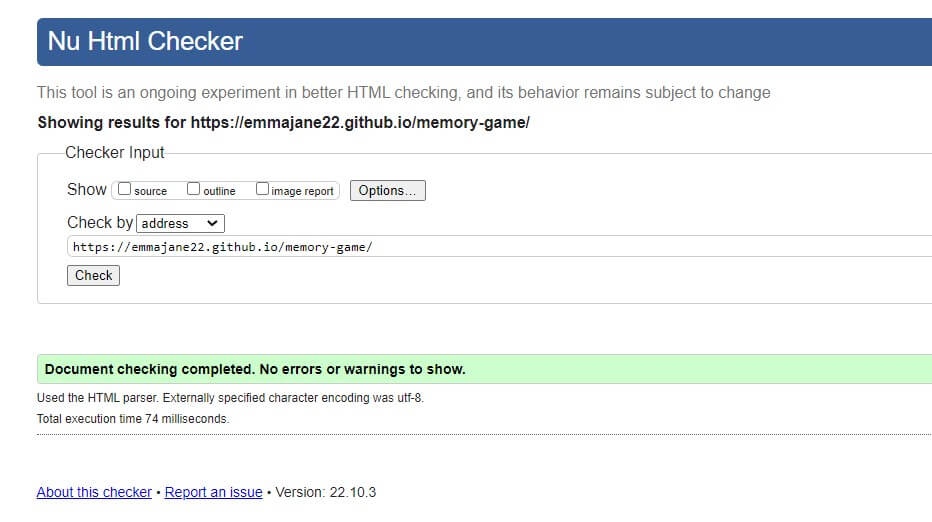 Nu Html Checker
This tool is an ongoing experiment in better HTML checking, and its behavior remains subject to change
Showing results for https://emmajane22.github.io/memory-game/
Checker Input
Show source outline image report Options...
Check by address
https://emmajane22.github.io/memory-game/
Check
Document checking completed. No errors or warnings to show.
Used the HTML parser. Externally specified character encoding was utf-8.
Total execution time 74 milliseconds.
About this checker • Report an issue • Version: 22.10.3